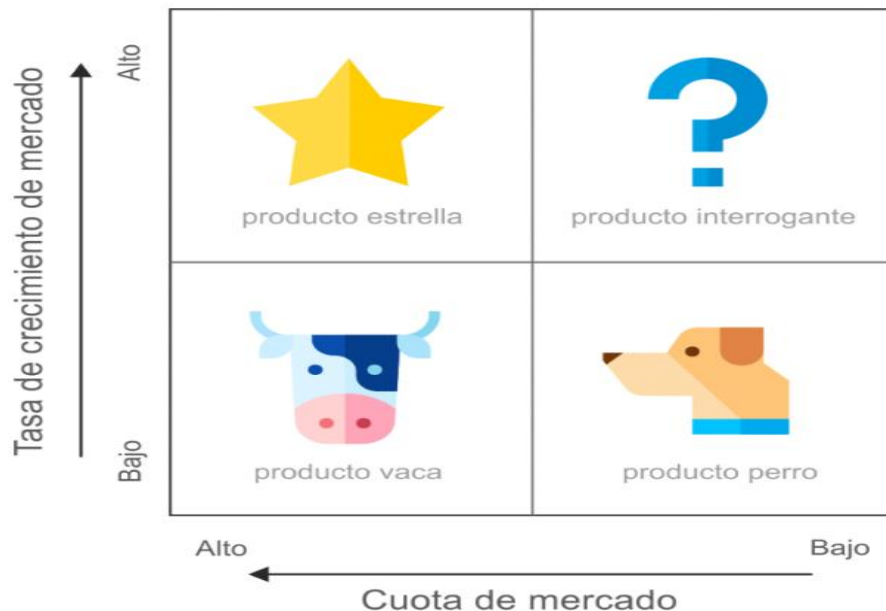 Tasa de crecimiento de mercado
Alto
Bajo
producto estrella
producto interrogante
producto vaca
producto perro
Alto
Bajo
Cuota de mercado